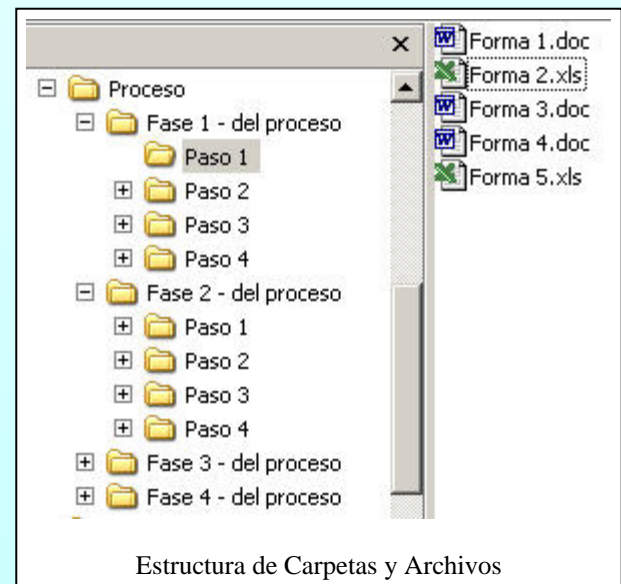 Proceso
Fase 1 - del proceso
Paso 1
Paso 2
Paso 3
Paso 4
Fase 2 - del proceso
Paso 1
Paso 2
Paso 3
Paso 4
Fase 3 - del proceso
Fase 4 - del proceso
Forma 1.doc
Forma 2.xls
Forma 3.doc
Forma 4.doc
Forma 5.xls
Estructura de Carpetas y Archivos